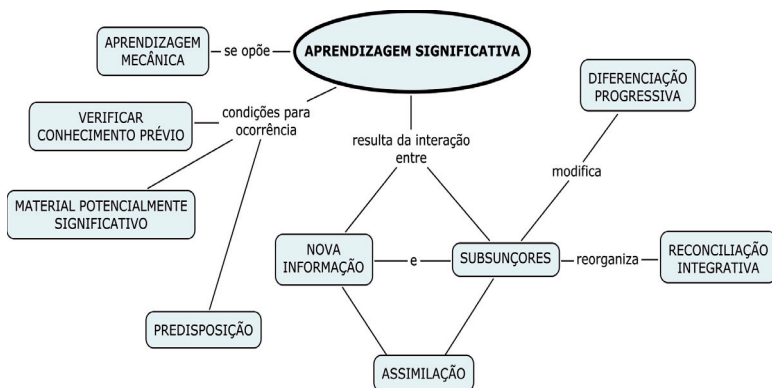 APRENDIZAGEM
MECÂNICA
se opõe
APRENDIZAGEM SIGNIFICATIVA
DIFERENCIAÇÃO
PROGRESSIVA
VERIFICAR
CONHECIMENTO PRÉVIO
condições para
ocorrência
resulta da interação
entre
modifica
MATERIAL POTENCIALMENTE
SIGNIFICATIVO
NOVA
INFORMAÇÃO
e
SUBSUNÇORES
reorganiza
RECONCILIAÇÃO
INTEGRATIVA
PREDISPOSIÇÃO
ASSIMILAÇÃO